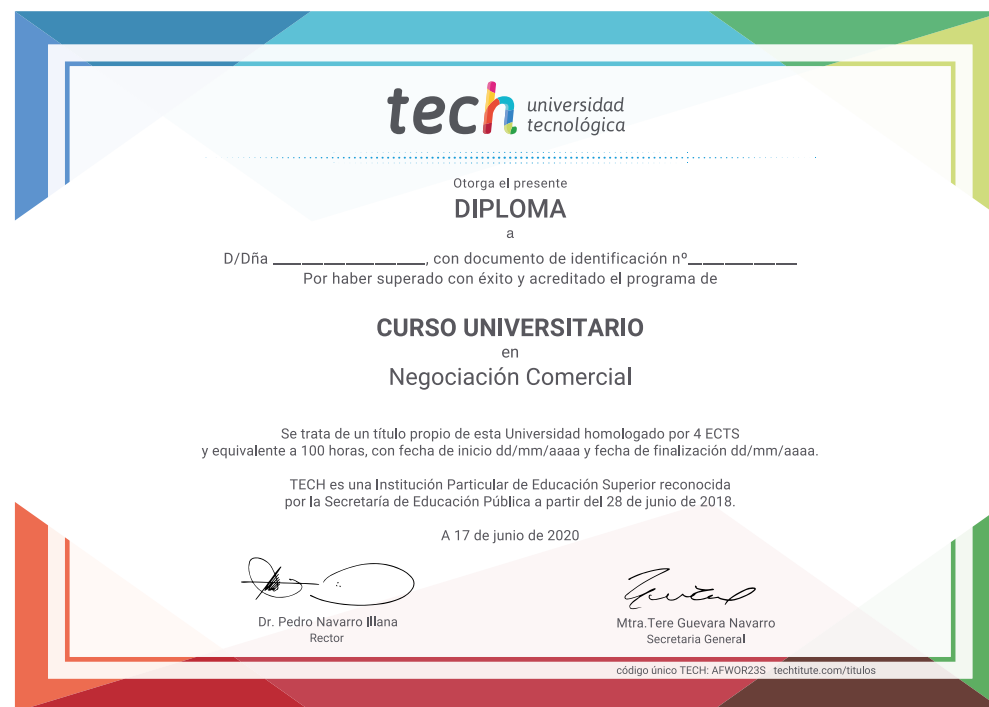 tech universidad
tecnológica
Otorga el presente
DIPLOMA
a
D/Dña __________________, con documento de identificación nº_____________
Por haber superado con éxito y acreditado el programa de
CURSO UNIVERSITARIO
en
Negociación Comercial
Se trata de un título propio de esta Universidad homologado por 4 ECTS
y equivalente a 100 horas, con fecha de inicio dd/mm/aaaa y fecha de finalización dd/mm/aaaa.
TECH es una Institución Particular de Educación Superior reconocida
por la Secretaría de Educación Pública a partir del 28 de junio de 2018.
A 17 de junio de 2020
Dr. Pedro Navarro Illana
Rector
Mtra.Tere Guevara Navarro
Secretaria General
código único TECH: AFWOR23S techtitute.com/titulos